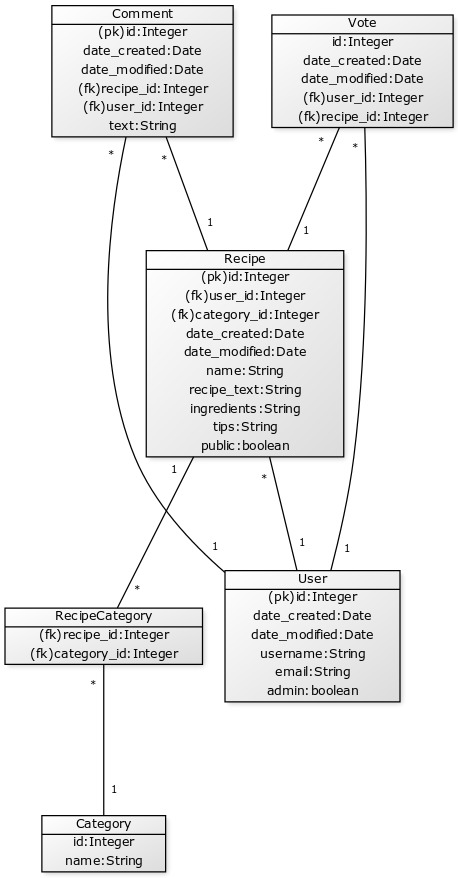 Comment
(pk)id:Integer
date_created:Date
date_modified:Date
(fk)recipe_id:Integer
(fk)user_id:Integer
text:String
Vote
id:Integer
date_created:Date
date_modified:Date
(fk)user_id:Integer
(fk)recipe_id:Integer
*
*
*
*
1
1
Recipe
(pk)id:Integer
(fk)user_id:Integer
(fk)category_id:Integer
date_created:Date
date_modified:Date
name:String
recipe_text:String
ingredients:String
tips:String
public:boolean
1
*
1
1
1
*
RecipeCategory
(fk)recipe_id:Integer
(fk)category_id:Integer
User
(pk)id:Integer
date_created:Date
date_modified:Date
username:String
email:String
admin:boolean
*
1
Category
id:Integer
name:String